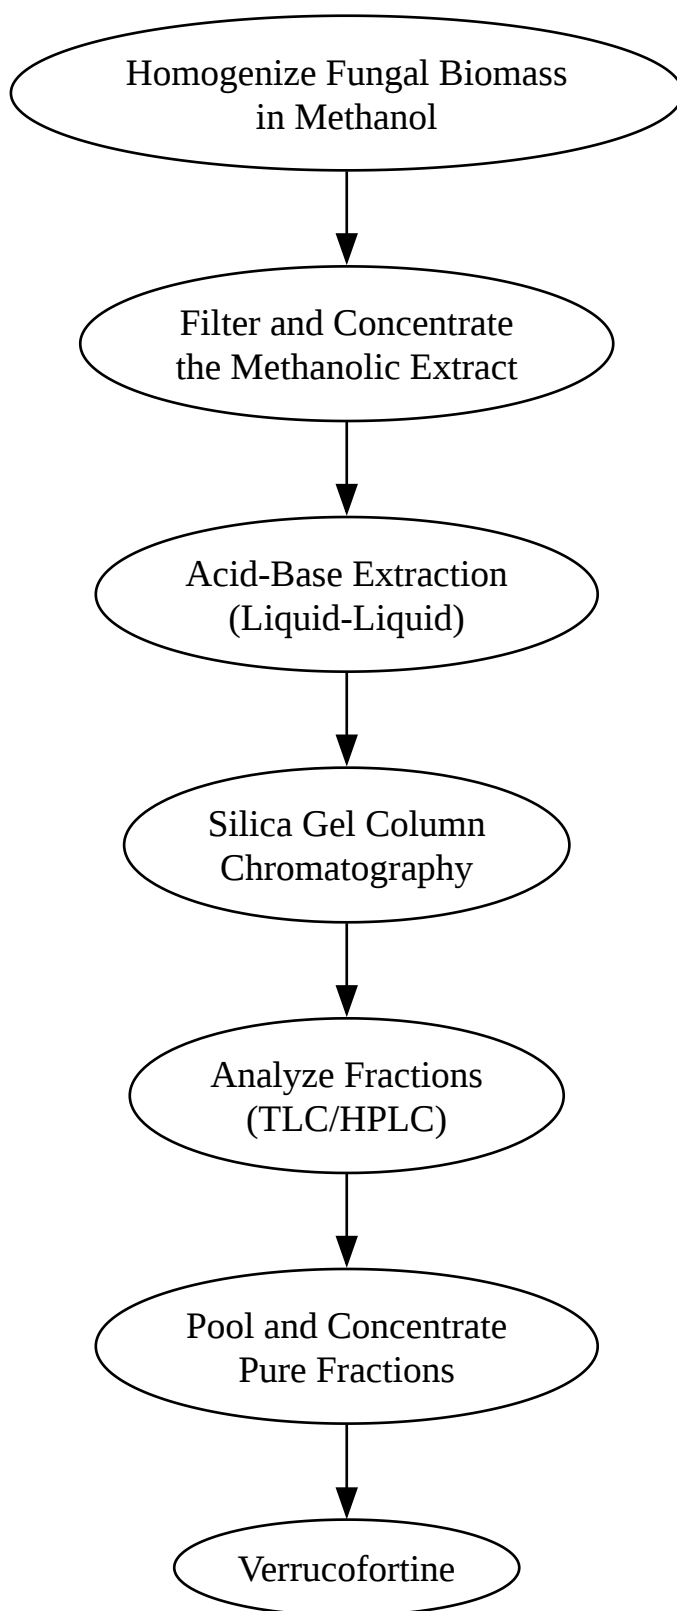 Homogenize Fungal Biomass
in Methanol
Filter and Concentrate
the Methanolic Extract
Acid-Base Extraction
(Liquid-Liquid)
Silica Gel Column
Chromatography
Analyze Fractions
(TLC/HPLC)
Pool and Concentrate
Pure Fractions
Verrucofortine